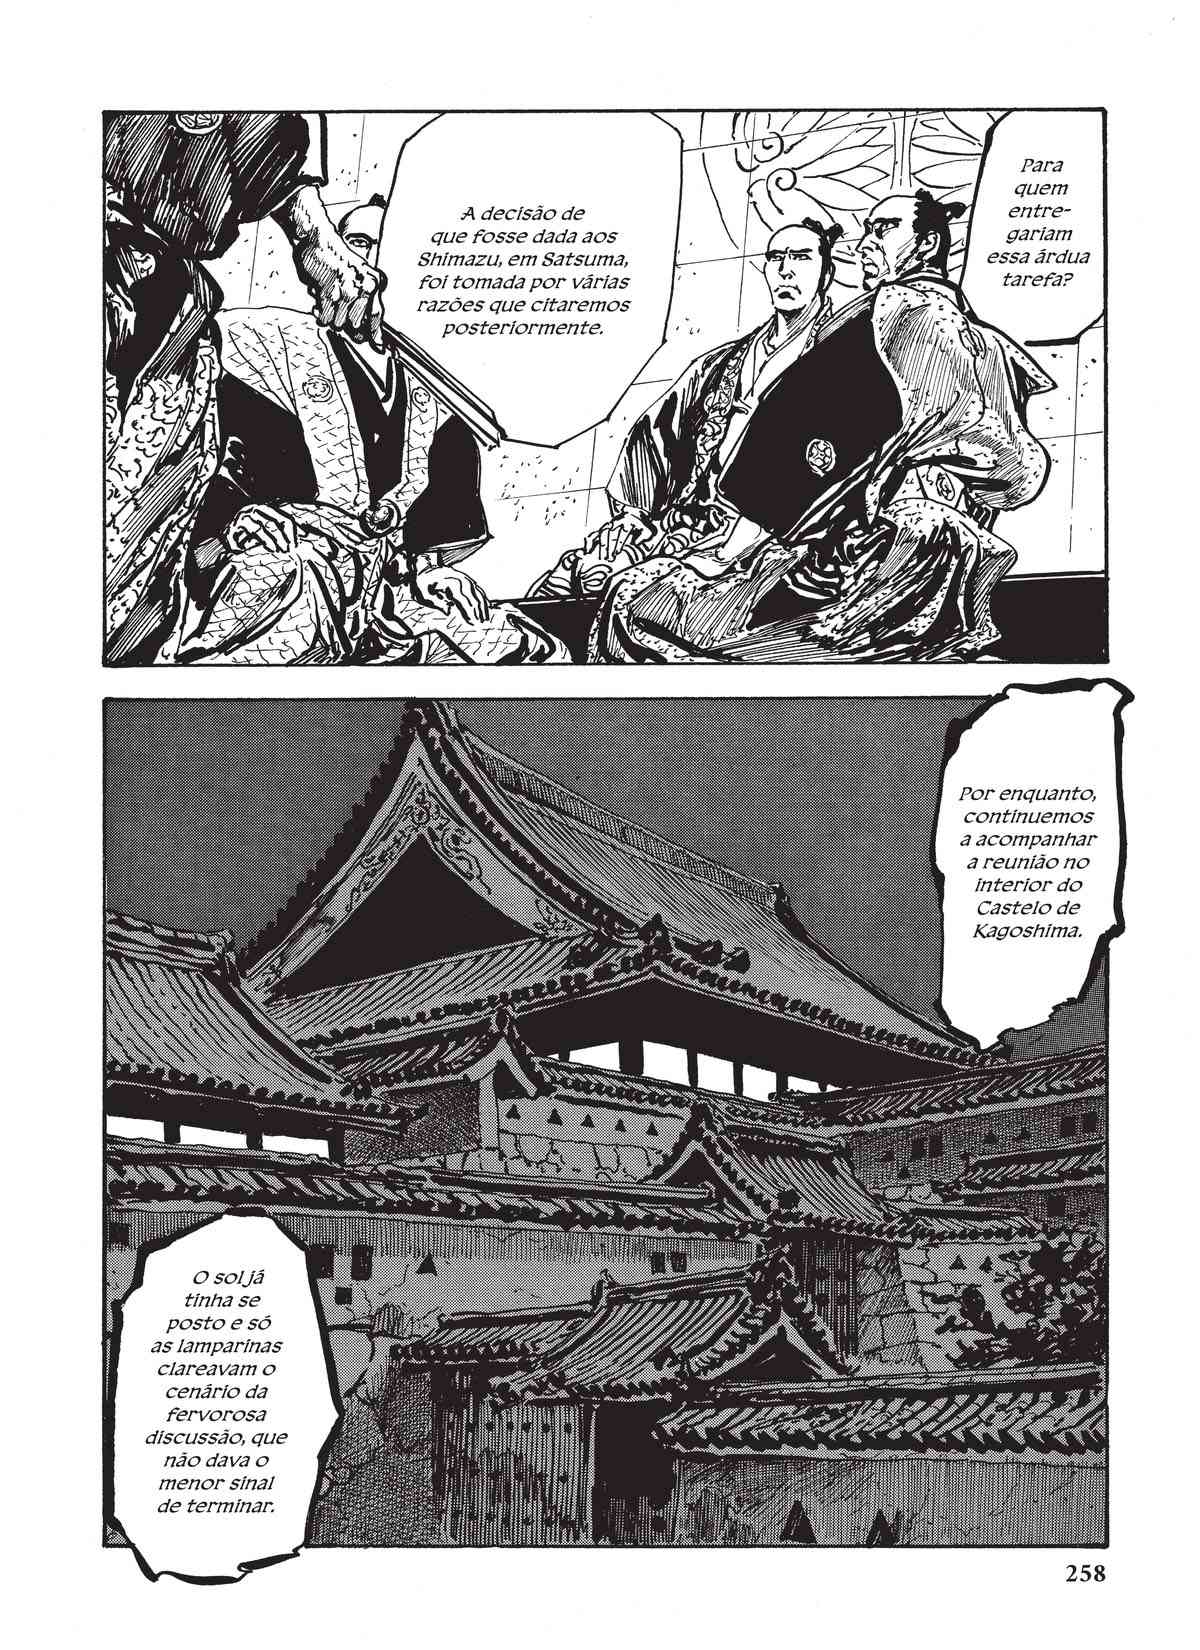 Para
quem
entre-
gariam
essa árdua
tarefa?
A decisão de
que fosse dada aos
Shimazu, em Satsuma,
foi tomada por várias
razões que citaremos
posteriormente.
Por enquanto,
continuemos
a acompanhar
a reunião no
interior do
Castelo de
Kagoshima.
O sol já
tinha se
posto e só
as lamparinas
clareavam o
cenário da
fervorosa
discussão, que
não dava o
menor sinal
de terminar.
258